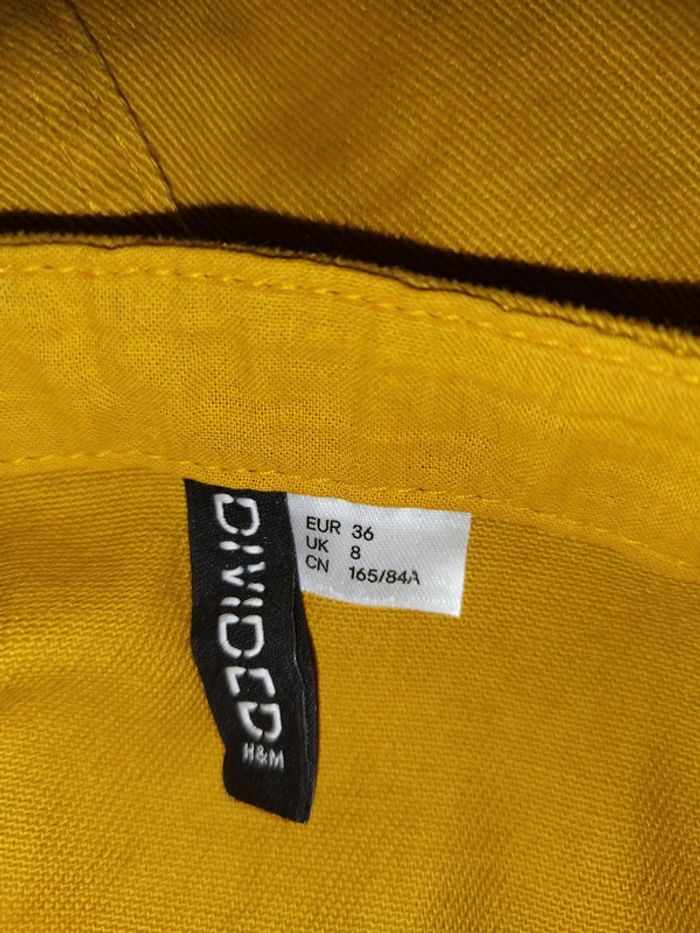 DIVIDED
H&M
EUR 36
UK 8
CN 165/84A